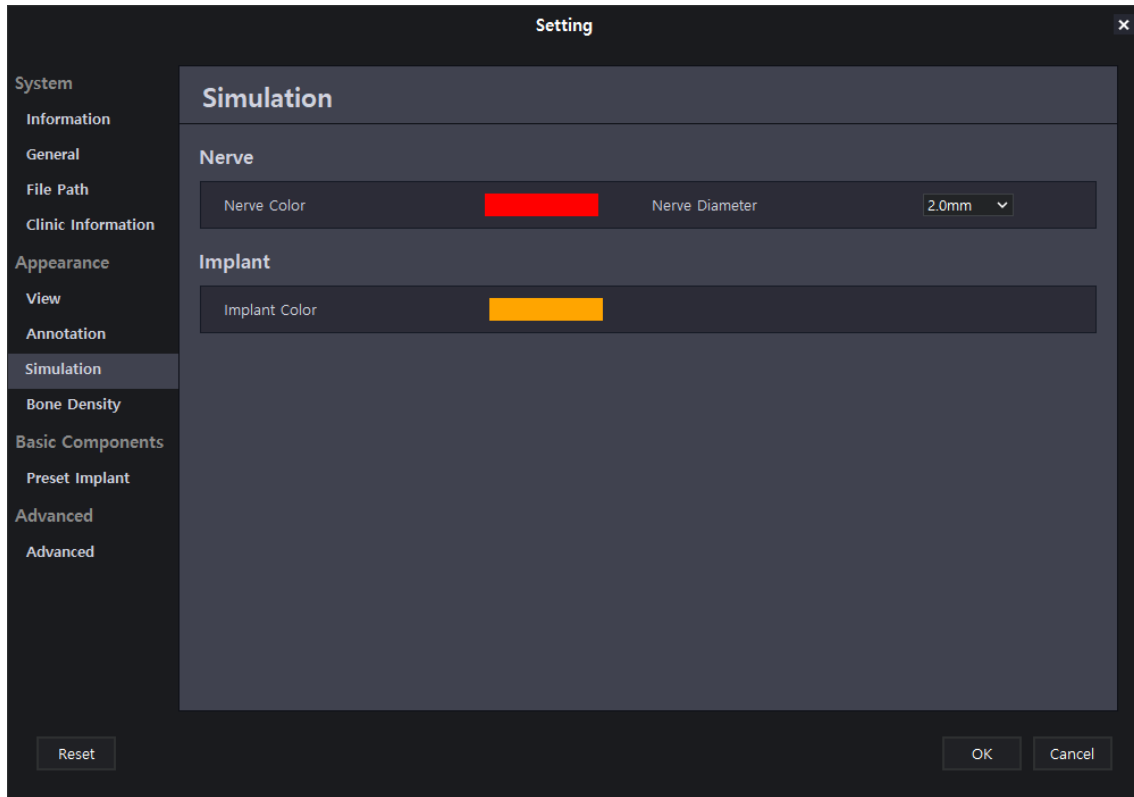 Setting
System
Information
General
File Path
Clinic Information
Appearance
View
Annotation
Simulation
Bone Density
Basic Components
Preset Implant
Advanced
Advanced
Simulation
Nerve
Nerve Color
Nerve Diameter
2.0mm
Implant
Implant Color
Reset
OK
Cancel